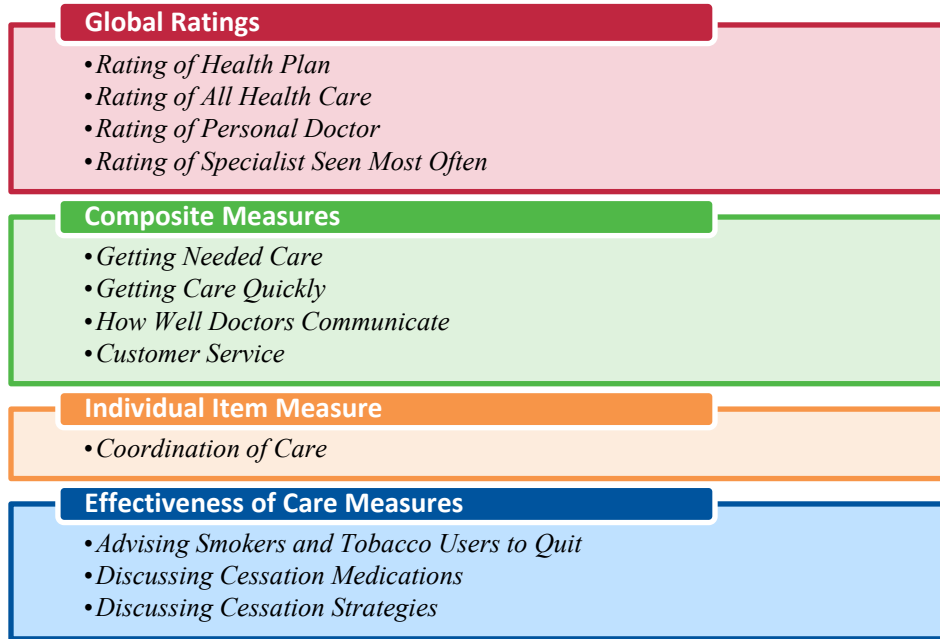 Global Ratings
•Rating of Health Plan
•Rating of All Health Care
•Rating of Personal Doctor
•Rating of Specialist Seen Most Often
Composite Measures
•Getting Needed Care
•Getting Care Quickly
•How Well Doctors Communicate
•Customer Service
Individual Item Measure
•Coordination of Care
Effectiveness of Care Measures
•Advising Smokers and Tobacco Users to Quit
•Discussing Cessation Medications
•Discussing Cessation Strategies